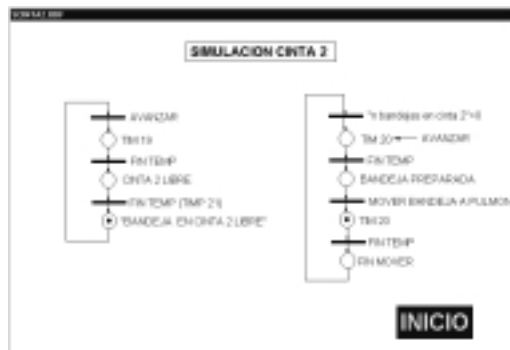 SIMULACION CINTA 2
AVANZAR
TIM 19
FIN TEMP
CINTA 2 LIBRE
FIN TEMP (TIMP 21)
"BANDEJA EN CINTA 2 LIBRE"
"n bandejas en cinta 2"=0
TIM 20 AVANZAR
FIN TEMP
BANDEJA PREPARADA
MOVER BANDEJA A PULMON
TIM 20
FIN TEMP
FIN MOVER
INICIO